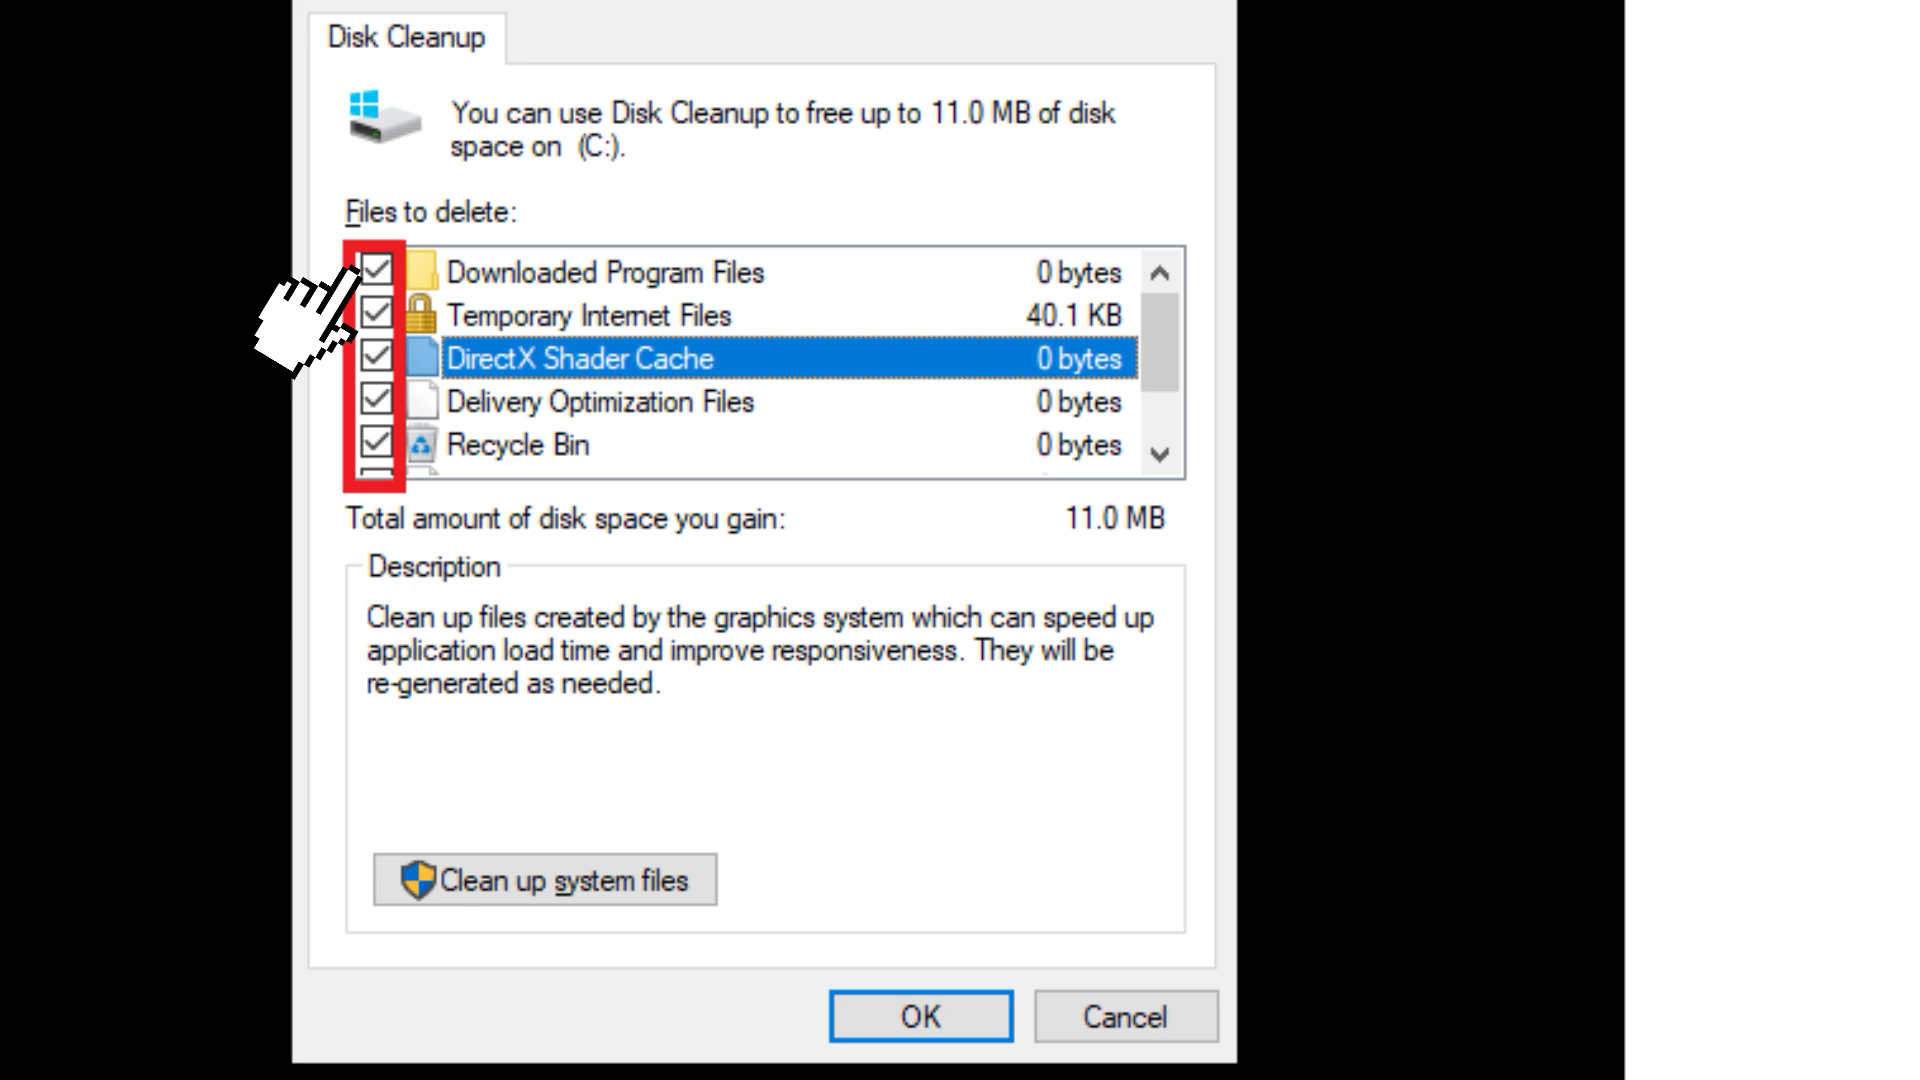 Disk Cleanup
You can use Disk Cleanup to free up to 11.0 MB of disk
space on (C:).
Files to delete:
Downloaded Program Files 0 bytes
Temporary Internet Files 40.1 KB
DirectX Shader Cache 0 bytes
Delivery Optimization Files 0 bytes
Recycle Bin 0 bytes
Total amount of disk space you gain: 11.0 MB
Description
Clean up files created by the graphics system which can speed up
application load time and improve responsiveness. They will be
re-generated as needed.
Clean up system files
OK Cancel